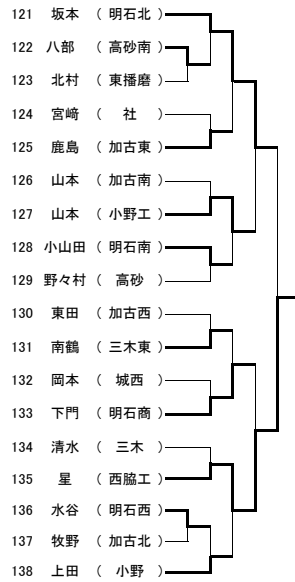 121 坂本 （ 明石北 ）
122 八部 （ 高砂南 ）
123 北村 （ 東播磨 ）
124 宮﨑 （ 社 ）
125 鹿島 （ 加古東 ）
126 山本 （ 加古南 ）
127 山本 （ 小野工 ）
128 小山田 （ 明石南 ）
129 野々村 （ 高砂 ）
130 東田 （ 加古西 ）
131 南鶴 （ 三木東 ）
132 岡本 （ 城西 ）
133 下門 （ 明石商 ）
134 清水 （ 三木 ）
135 星 （ 西脇工 ）
136 水谷 （ 明石西 ）
137 牧野 （ 加古北 ）
138 上田 （ 小野 ）